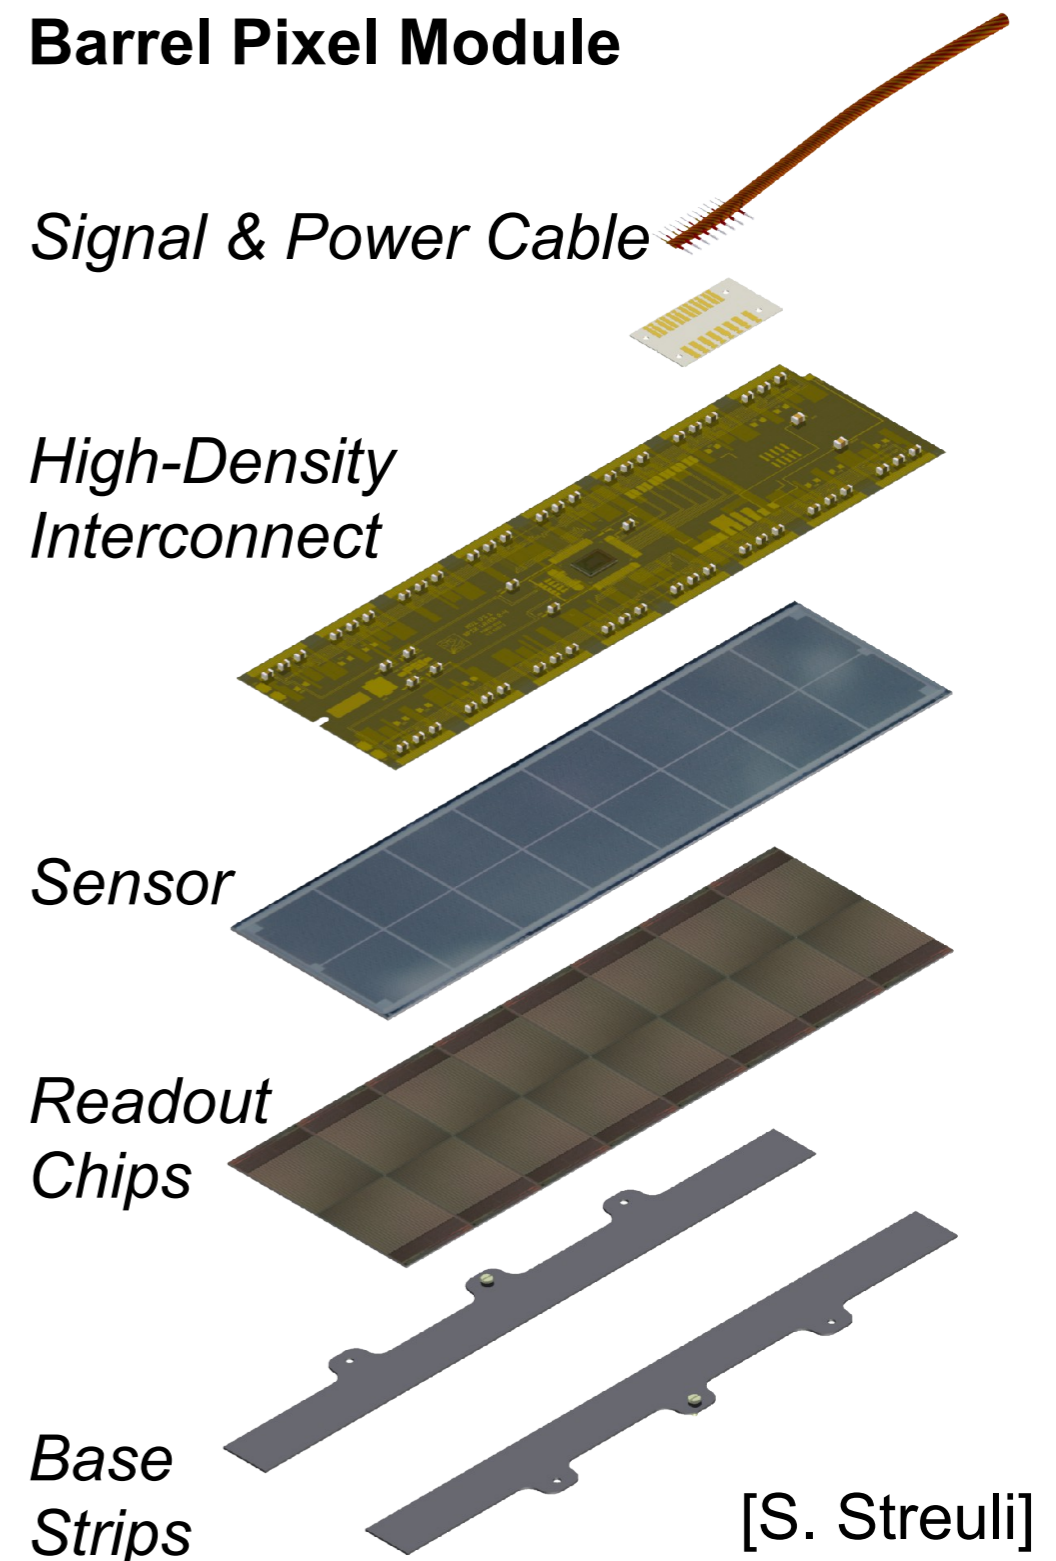 Barrel Pixel Module
Signal & Power Cable
High-Density
Interconnect
Sensor
Readout
Chips
Base
Strips
[S. Streuli]